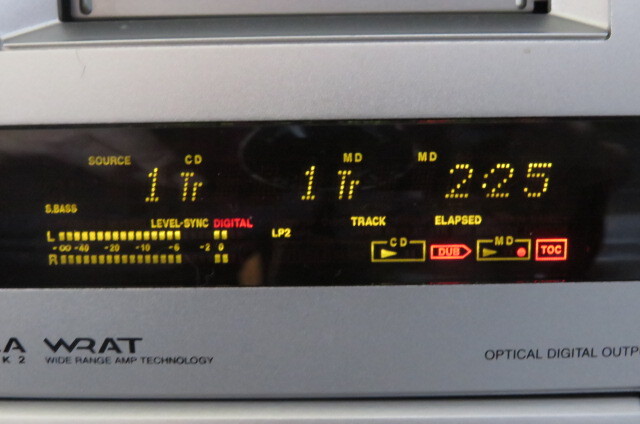 SOURCE CD MD MD
1 Tr 1 Tr 2:25
S.BASS
LEVEL-SYNC DIGITAL LP2 TRACK ELAPSED
L
-∞ -40 -20 -10 -6 -2 0 CD DUB MD TOC
R
WRAT
K2 WIDE RANGE AMP TECHNOLOGY OPTICAL DIGITAL OUTP